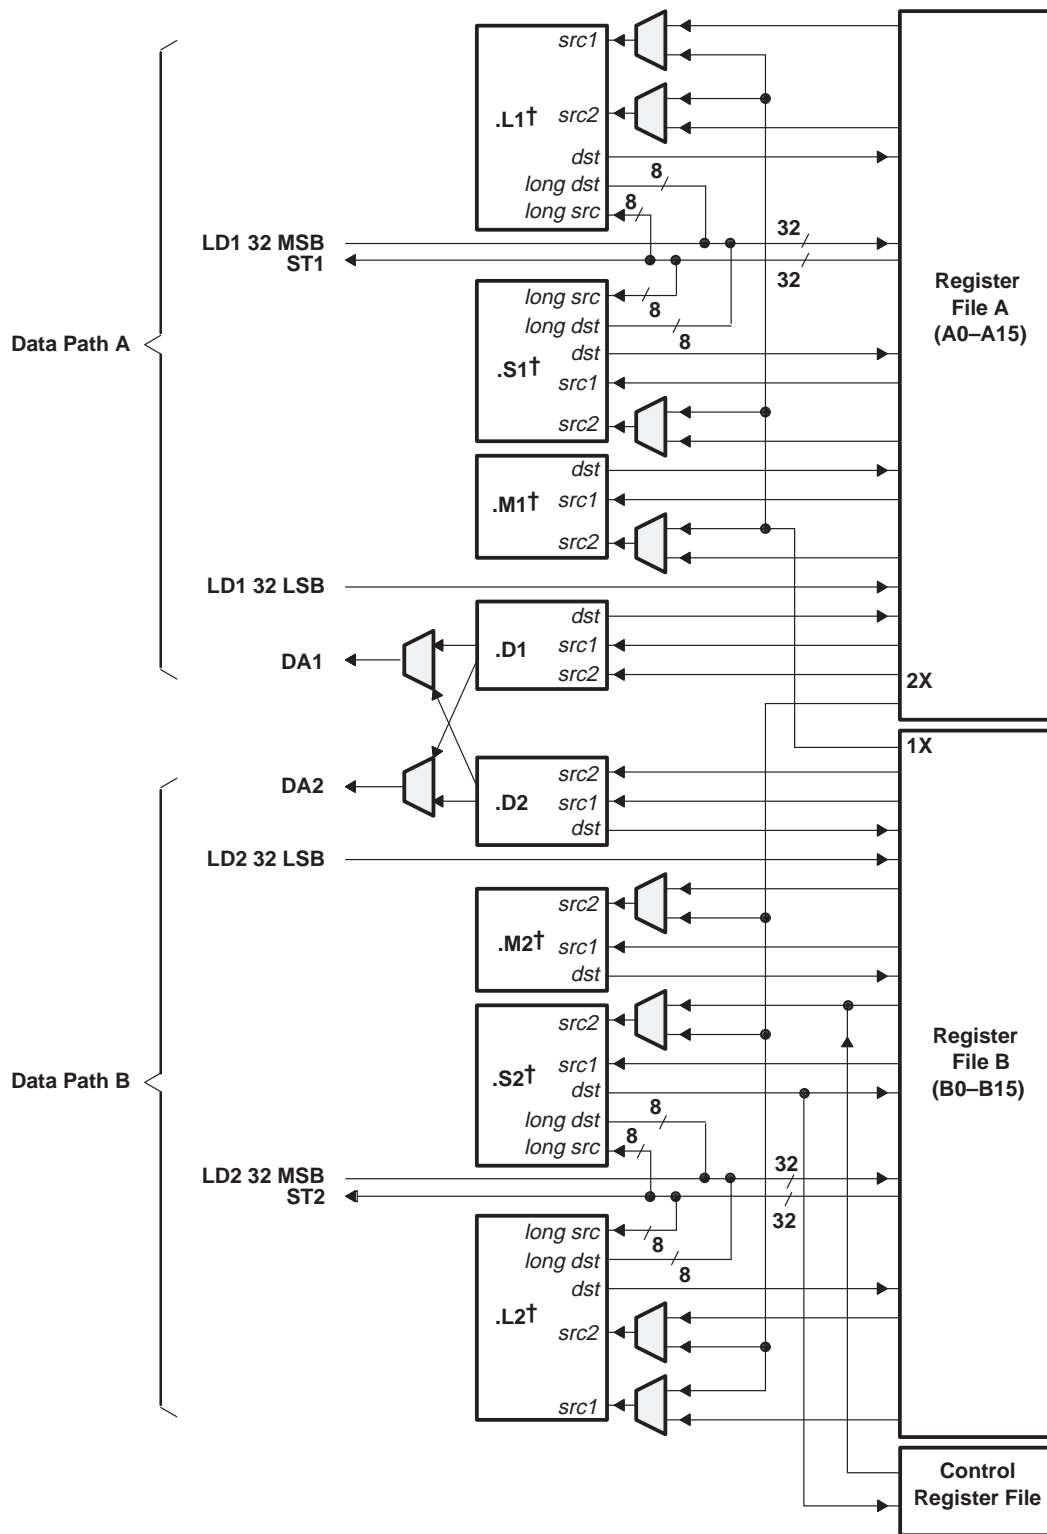 src1
.L1†
src2
dst
8
long dst
8
long src
LD1 32 MSB
32
ST1
32
Register
File A
(A0–A15)
long src
8
long dst
8
Data Path A
dst
.S1†
src1
src2
dst
.M1†
src1
src2
LD1 32 LSB
dst
.D1
src1
DA1
src2
2X
1X
DA2
src2
.D2
src1
dst
LD2 32 LSB
src2
.M2†
src1
dst
src2
Register
File B
(B0–B15)
src1
.S2†
Data Path B
dst
8
long dst
8
long src
LD2 32 MSB
32
ST2
32
long src
8
long dst
8
dst
.L2†
src2
src1
Control
Register File